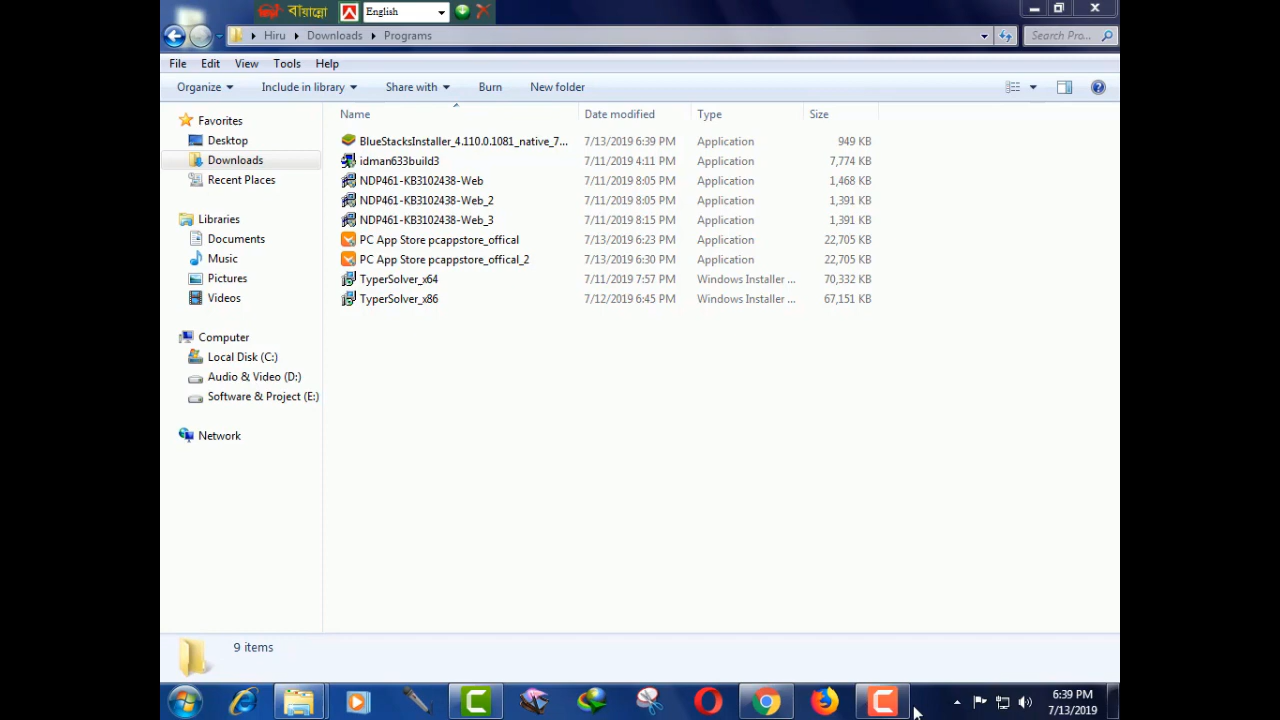 বাঁয়ান্নো English
Hiru Downloads Programs Search Pro...
File Edit View Tools Help
Organize Include in library Share with Burn New folder
Name Date modified Type Size
Favorites
Desktop
Downloads
Recent Places
Libraries
Documents
Music
Pictures
Videos
Computer
Local Disk (C:)
Audio & Video (D:)
Software & Project (E:)
Network
BlueStacksInstaller_4.110.0.1081_native_7... 7/13/2019 6:39 PM Application 949 KB
idman633build3 7/11/2019 4:11 PM Application 7,774 KB
NDP461-KB3102438-Web 7/11/2019 8:05 PM Application 1,468 KB
NDP461-KB3102438-Web_2 7/11/2019 8:05 PM Application 1,391 KB
NDP461-KB3102438-Web_3 7/11/2019 8:15 PM Application 1,391 KB
PC App Store pcappstore_offical 7/13/2019 6:23 PM Application 22,705 KB
PC App Store pcappstore_offical_2 7/13/2019 6:30 PM Application 22,705 KB
TyperSolver_x64 7/11/2019 7:57 PM Windows Installer ... 70,332 KB
TyperSolver_x86 7/12/2019 6:45 PM Windows Installer ... 67,151 KB
9 items
6:39 PM
7/13/2019